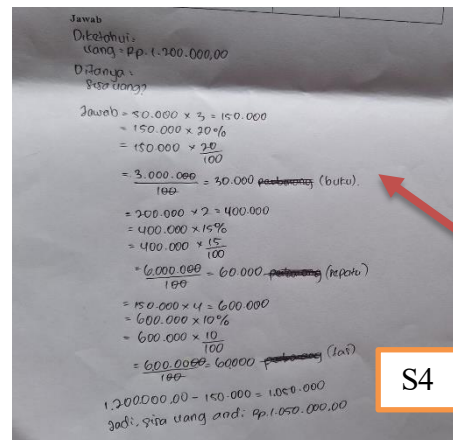 Jawab
Diketahui:
Uang = Rp. 1.200.000,00
Ditanya =
Sisa uang?
Jawab = 50.000 × 3 = 150.000
= 150.000 × 20%
= 150.000 × 20/100
= 3.000.000/100 = 30.000 (buku).
= 200.000 × 2 = 400.000
= 400.000 × 15%
= 400.000 × 15/100
= 6.000.000/100 = 60.000 (sepatu)
= 150.000 × 4 = 600.000
= 600.000 × 10%
= 600.000 × 10/100
= 600.0000/100 = 60000 (tas)
1.200.000,00 - 150.000 = 1.050.000
Jadi, sisa uang andi Rp. 1.050.000,00
S4